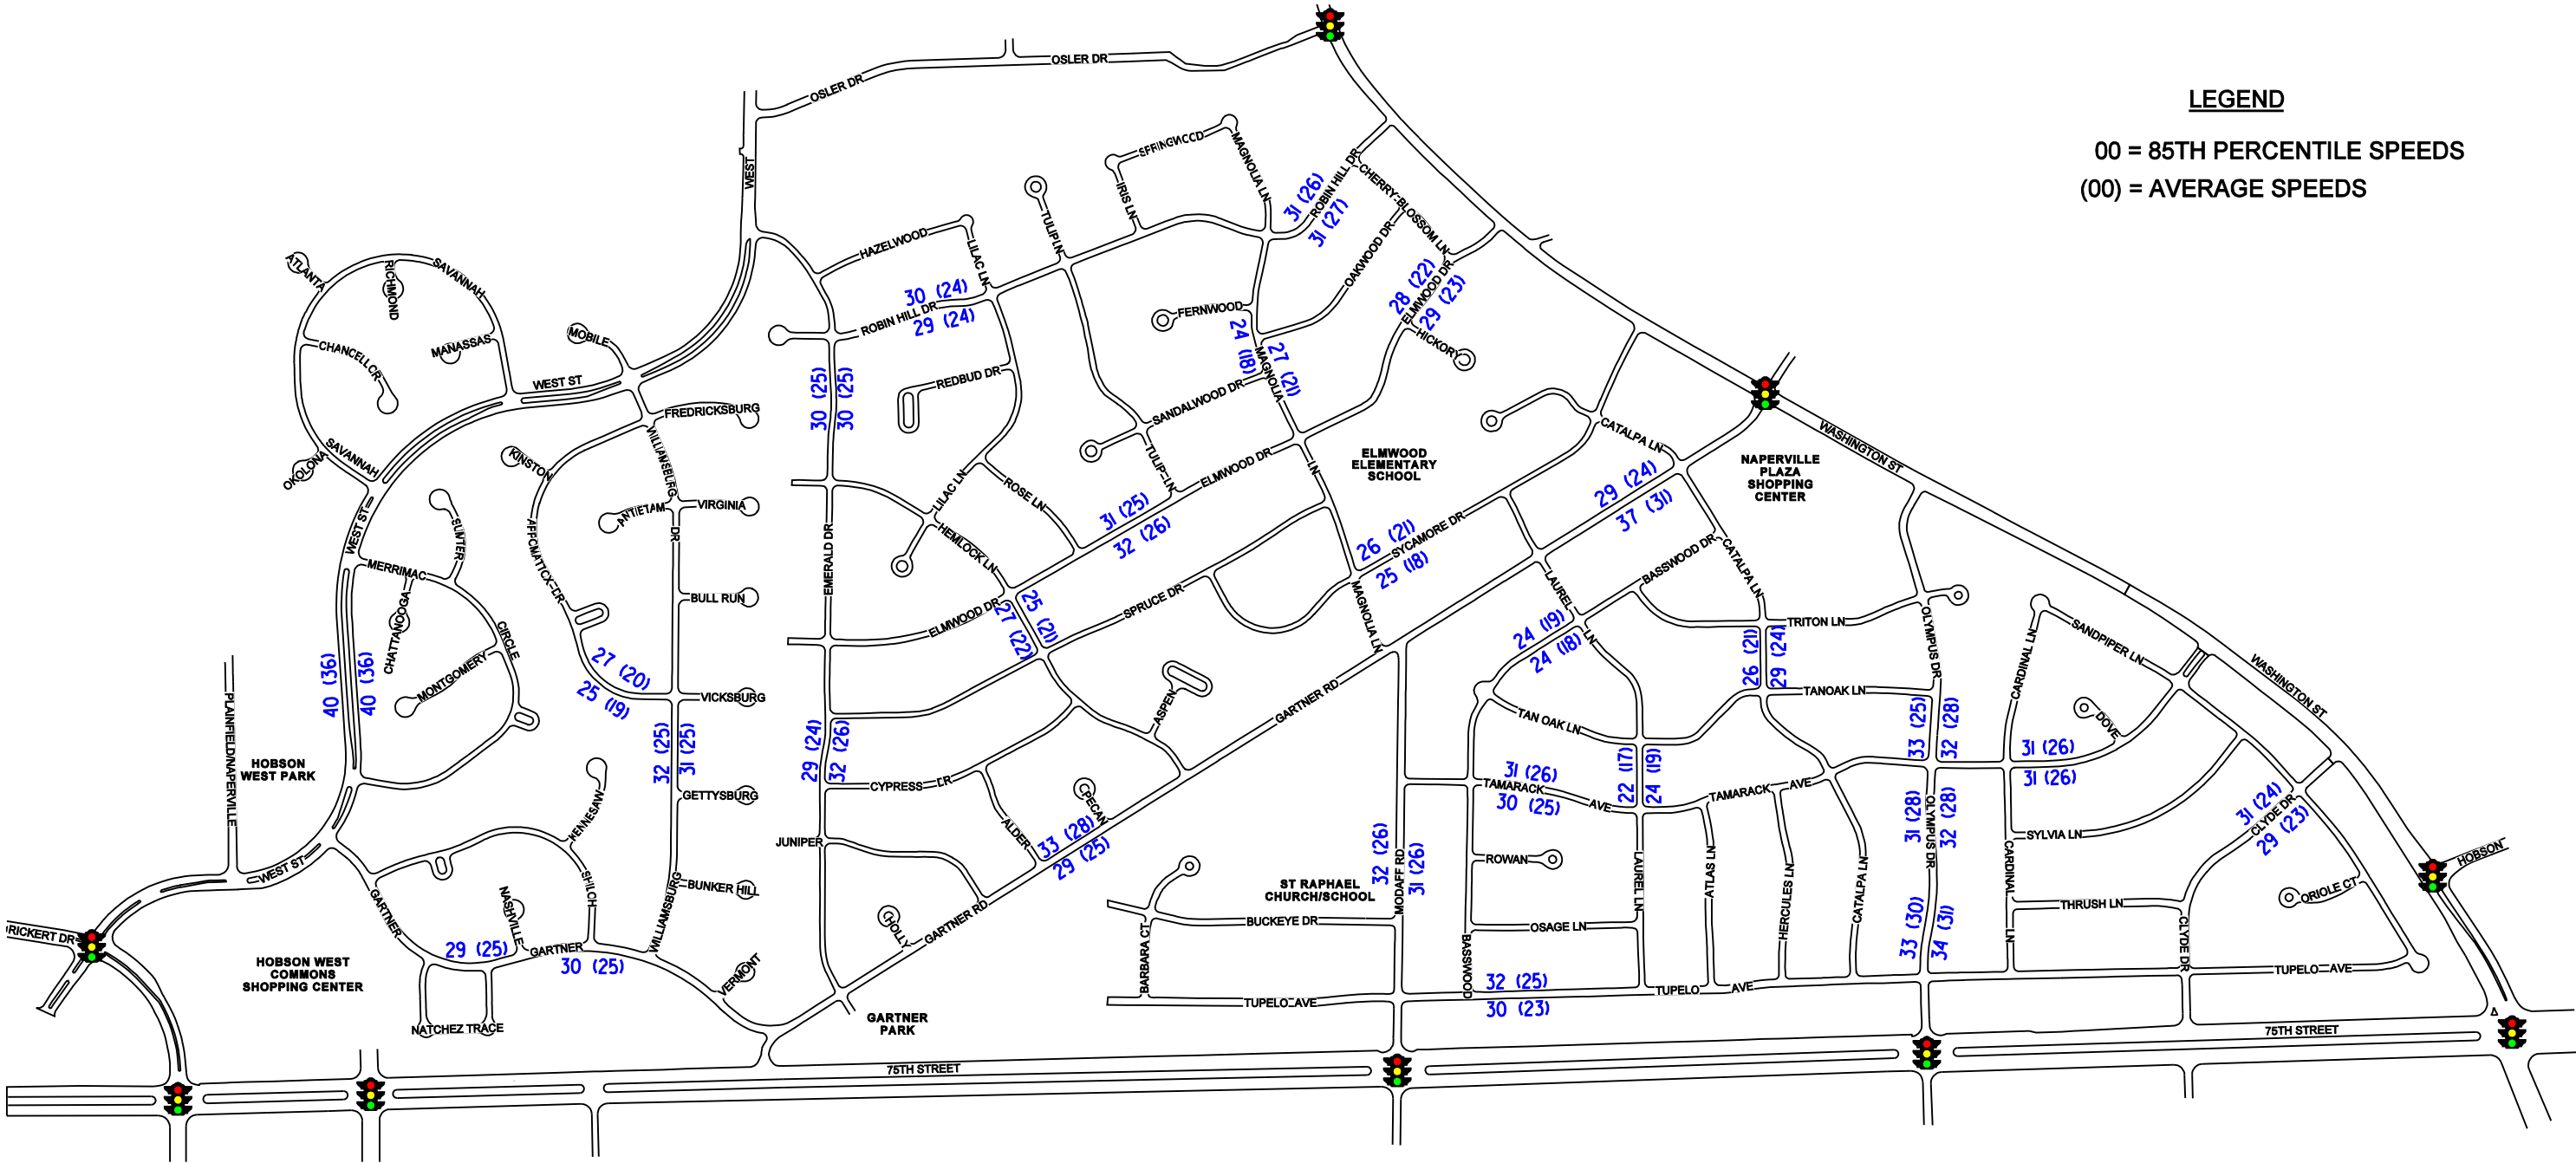 LEGEND
00 = 85TH PERCENTILE SPEEDS
(00) = AVERAGE SPEEDS
OSLER DR
OSLER DR
WEST
MAGNOLIA LN
IRIS LN
TULIP LN
HAZELWOOD
LILAC LN
31 (26)
ROBIN HILL DR
31 (27)
CHERRY BLOSSOM LN
OAKWOOD DR
28 (22)
ELMWOOD DR
29 (23)
HICKORY
FERNWOOD
24 (18)
MAGNOLIA
27 (21)
LN
30 (24)
ROBIN HILL DR
29 (24)
ATLANTA
RICHMOND
SAVANNAH
MANASSAS
MOBILE
WEST ST
SAVANNAH
OKOLONA
WEST ST
FREDRICKSBURG
WILLIAMSBURG
DR
KINSTON
VIRGINIA
ANTIETAM
BULL RUN
SUMTER
MERRIMAC
CHATTANOOGA
CIRCLE
MONTGOMERY
40 (36)
40 (36)
27 (20)
25 (19)
VICKSBURG
32 (25)
31 (25)
GETTYSBURG
BUNKER HILL
WILLIAMSBURG
PLAINFIELD/NAPERVILLE
HOBSON
WEST PARK
WEST ST
RICKERT DR
GARTNER
NASHVILLE
KENNESAW
29 (25)
GARTNER
30 (25)
VERMONT
NATCHEZ TRACE
HOBSON WEST
COMMONS
SHOPPING CENTER
30 (25)
30 (25)
REDBUD DR
SANDALWOOD DR
TULIP LN
LILAC LN
ROSE LN
HEMLOCK LN
EMERALD DR
31 (25)
32 (26)
ELMWOOD DR
ELMWOOD DR
25 (21)
27 (22)
SPRUCE DR
ELMWOOD
ELEMENTARY
SCHOOL
26 (21)
SYCAMORE DR
25 (18)
MAGNOLIA LN
29 (24)
37 (31)
CATALPA LN
NAPERVILLE
PLAZA
SHOPPING
CENTER
WASHINGTON ST
BASSWOOD DR
CATALPA LN
LAUREL
LN
24 (19)
24 (18)
TRITON LN
26 (21)
29 (24)
TANOAK LN
TAN OAK LN
OLYMPUS DR
33 (25)
32 (28)
CARDINAL LN
SANDPIPER LN
DOVE
31 (26)
31 (26)
WASHINGTON ST
29 (24)
32 (26)
CYPRESS DR
JUNIPER
ALDER
PECAN
ASPEN
33 (28)
29 (25)
HOLLY
GARTNER RD
GARTNER RD
GARTNER
PARK
31 (26)
TAMARACK
AVE
30 (25)
22 (17)
24 (19)
TAMARACK AVE
31 (28)
OLYMPUS DR
32 (28)
SYLVIA LN
31 (24)
CLYDE DR
29 (23)
ROWAN
32 (26)
MODAFF RD
31 (26)
ST RAPHAEL
CHURCH/SCHOOL
BUCKEYE DR
BARBARA CT
BASSWOOD
OSAGE LN
LAUREL LN
ATLAS LN
HERCULES LN
CATALPA LN
33 (30)
34 (31)
CARDINAL
LN
THRUSH LN
CLYDE DR
ORIOLE CT
HOBSON
TUPELO AVE
32 (25)
30 (23)
TUPELO AVE
TUPELO AVE
75TH STREET
75TH STREET